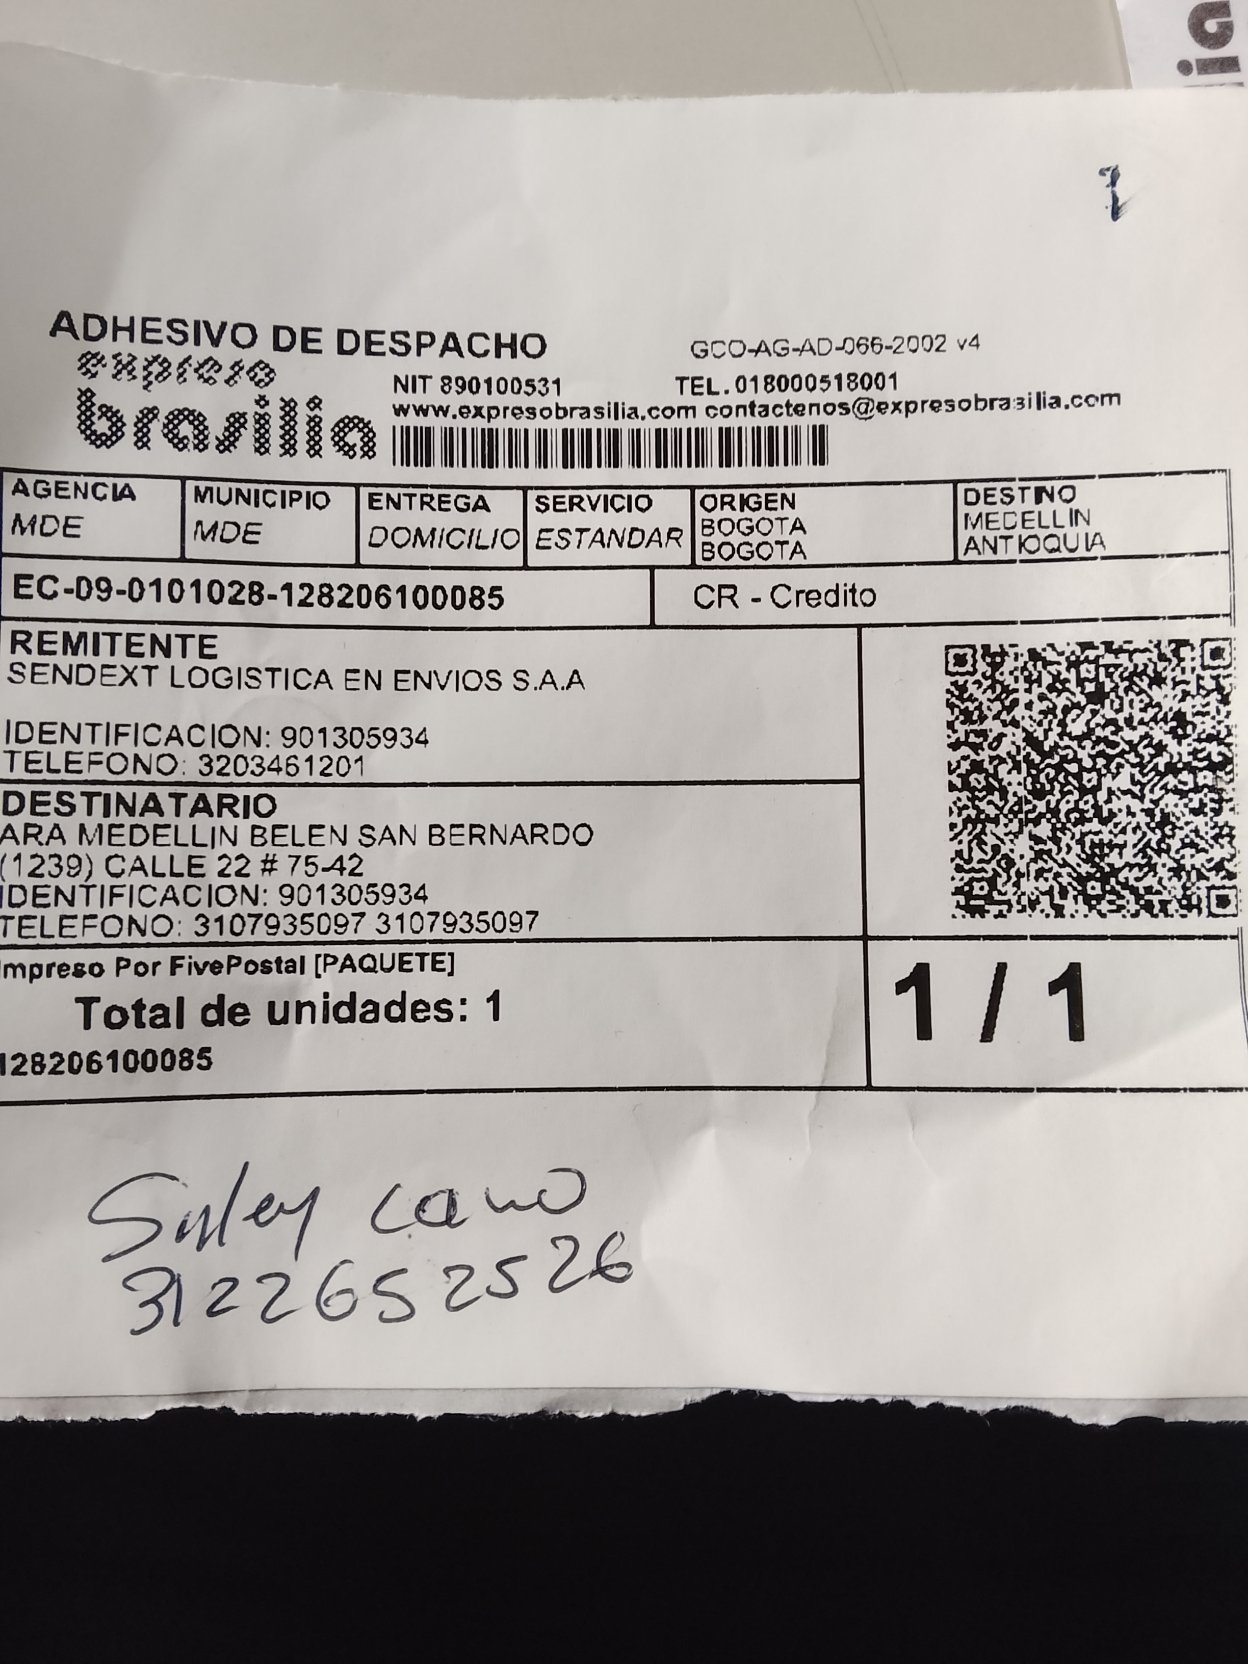 ia
1
ADHESIVO DE DESPACHO
GCO-AG-AD-066-2002 v4
expreso
brasilia
NIT 890100531 TEL.018000518001
www.expresobrasilia.com contactenos@expresobrasilia.com
AGENCIA MUNICIPIO ENTREGA SERVICIO ORIGEN DESTINO
MDE MDE DOMICILIO ESTANDAR BOGOTA MEDELLIN
BOGOTA ANTIOQUIA
EC-09-0101028-128206100085 CR - Credito
REMITENTE
SENDEXT LOGISTICA EN ENVIOS S.A.A
IDENTIFICACION: 901305934
TELEFONO: 3203461201
DESTINATARIO
ARA MEDELLIN BELEN SAN BERNARDO
(1239) CALLE 22 # 75-42
IDENTIFICACION: 901305934
TELEFONO: 3107935097 3107935097
Impreso Por FivePostal [PAQUETE]
Total de unidades: 1
1 / 1
128206100085
cano
3122652526